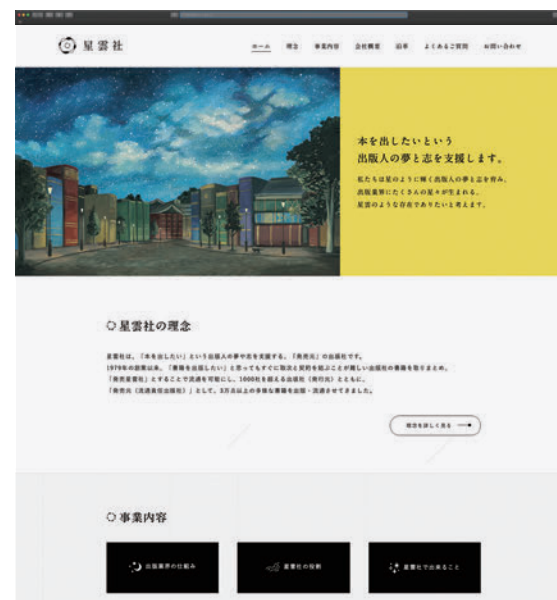 星雲社
ホーム 理念 事業内容 会社概要 沿革 よくあるご質問 お問い合わせ
本を出したいという
出版人の夢と志を支援します。
私たちは星のように輝く出版人の夢と志を育み、
出版業界にたくさんの星々が生まれる、
星雲のような存在でありたいと考えます。
星雲社の理念
星雲社は、「本を出したい」という出版人の夢や志を支援する、「発売元」の出版社です。
1979年の創業以来、「書籍を出版したい」と思ってもすぐに取次と契約を結ぶことが難しい出版社の書籍を取りまとめ、
「発売星雲社」とすることで流通を可能にし、1000社を超える出版社（発行元）とともに、
「発売元（流通責任出版社）」として、3万点以上の多様な書籍を出版・流通させてきました。
理念を詳しく見る
事業内容
出版業界の仕組み 星雲社の役割 星雲社で出来ること